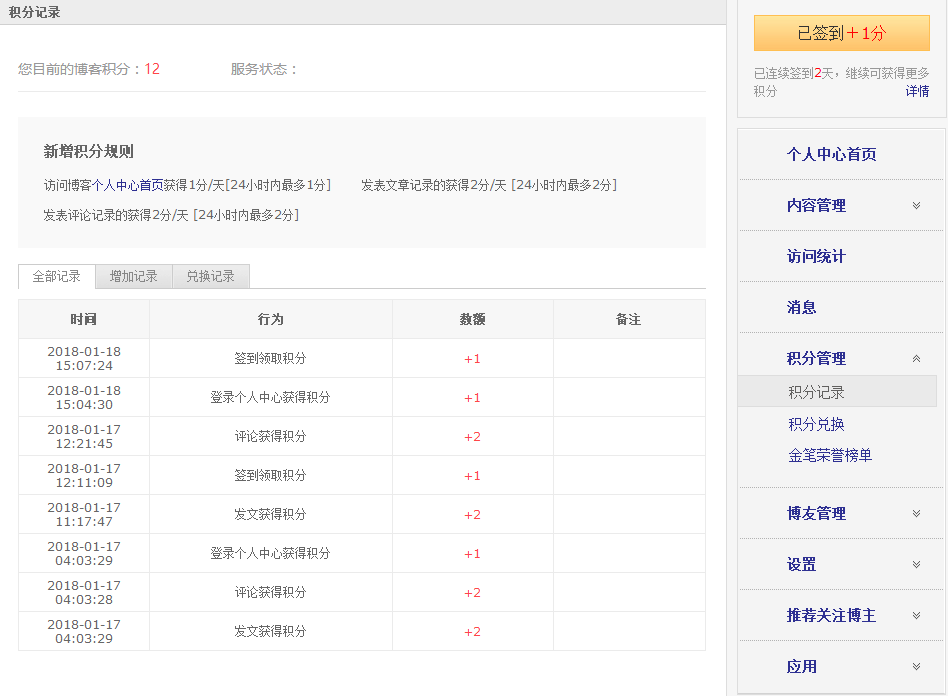 积分记录
您目前的博客积分：12 服务状态：
新增积分规则
访问博客个人中心首页获得1分/天[24小时内最多1分] 发表文章记录的获得2分/天 [24小时内最多2分]
发表评论记录的获得2分/天 [24小时内最多2分]
全部记录 增加记录 兑换记录
时间 行为 数额 备注
2018-01-18
15:07:24 签到领取积分 +1
2018-01-18
15:04:30 登录个人中心获得积分 +1
2018-01-17
12:21:45 评论获得积分 +2
2018-01-17
12:11:09 签到领取积分 +1
2018-01-17
11:17:47 发文获得积分 +2
2018-01-17
04:03:29 登录个人中心获得积分 +1
2018-01-17
04:03:28 评论获得积分 +2
2018-01-17
04:03:29 发文获得积分 +2
已签到+1分
已连续签到2天，继续可获得更多
积分 详情
个人中心首页
内容管理
访问统计
消息
积分管理
积分记录
积分兑换
金笔荣誉榜单
博友管理
设置
推荐关注博主
应用